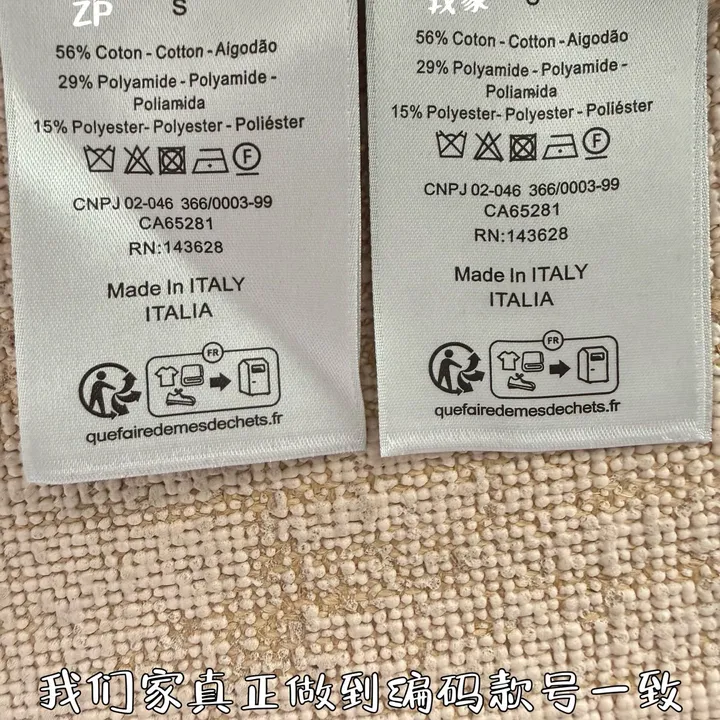 ZP
S
56% Coton - Cotton - Algodão
29% Polyamide - Polyamide -
Poliamida
15% Polyester- Polyester - Poliéster
F
CNPJ 02-046 366/0003-99
CA65281
RN:143628
Made In ITALY
ITALIA
FR
quefairedemesdechets.fr
我家
56% Coton - Cotton - Algodão
29% Polyamide - Polyamide -
Poliamida
15% Polyester- Polyester - Poliéster
F
CNPJ 02-046 366/0003-99
CA65281
RN:143628
Made In ITALY
ITALIA
FR
quefairedemesdechets.fr
我们家真正做到编码款号一致